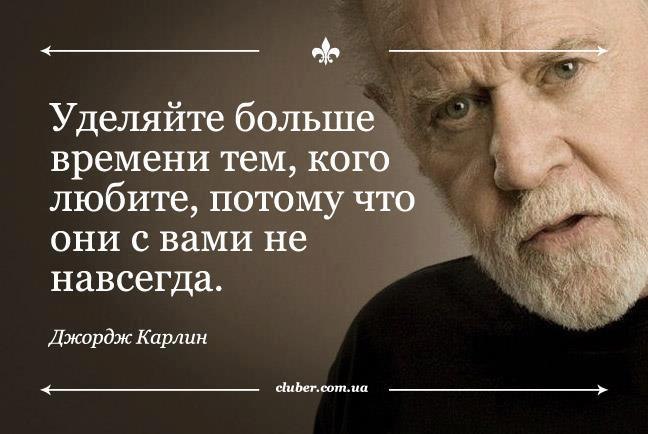 Уделяйте больше
времени тем, кого
любите, потому что
они с вами не
навсегда.
Джордж Карлин
cluber.com.ua